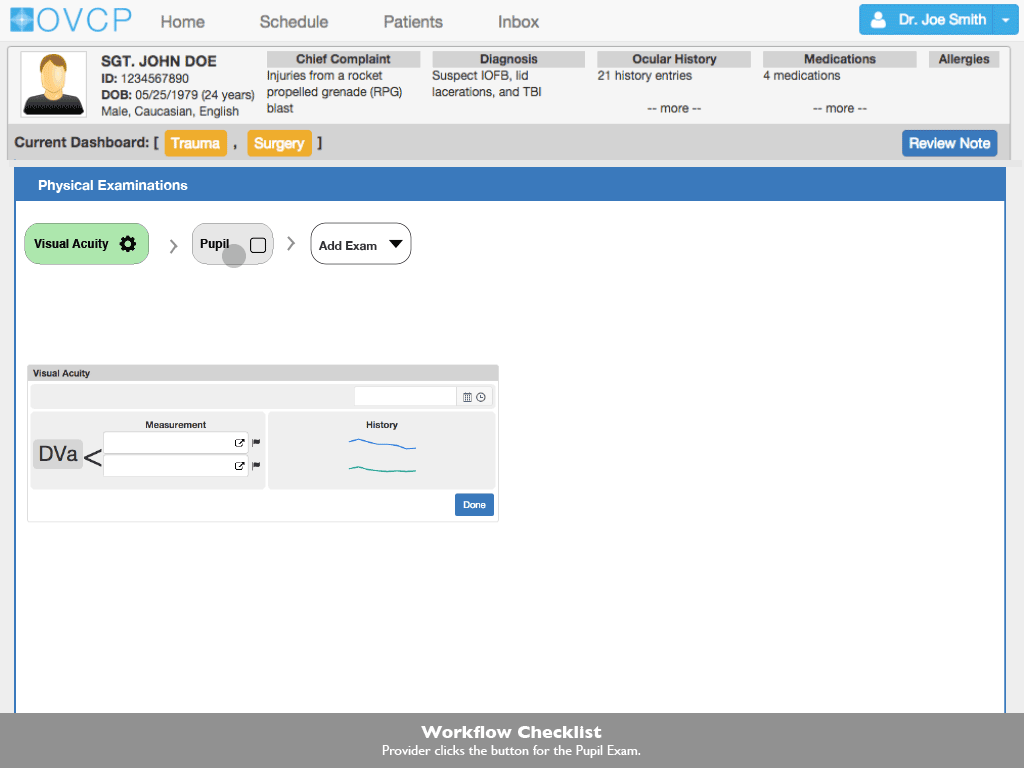 OVCP Home Schedule Patients Inbox Dr. Joe Smith
SGT. JOHN DOE
ID: 1234567890
DOB: 05/25/1979 (24 years)
Male, Caucasian, English
Chief Complaint
Injuries from a rocket
propelled grenade (RPG)
blast
Diagnosis
Suspect IOFB, lid
lacerations, and TBI
Ocular History
21 history entries
-- more --
Medications
4 medications
-- more --
Allergies
Current Dashboard: [ Trauma , Surgery ] Review Note
Physical Examinations
Visual Acuity Pupil Add Exam
Visual Acuity
Measurement History
DVa <
Done
Workflow Checklist
Provider clicks the button for the Pupil Exam.